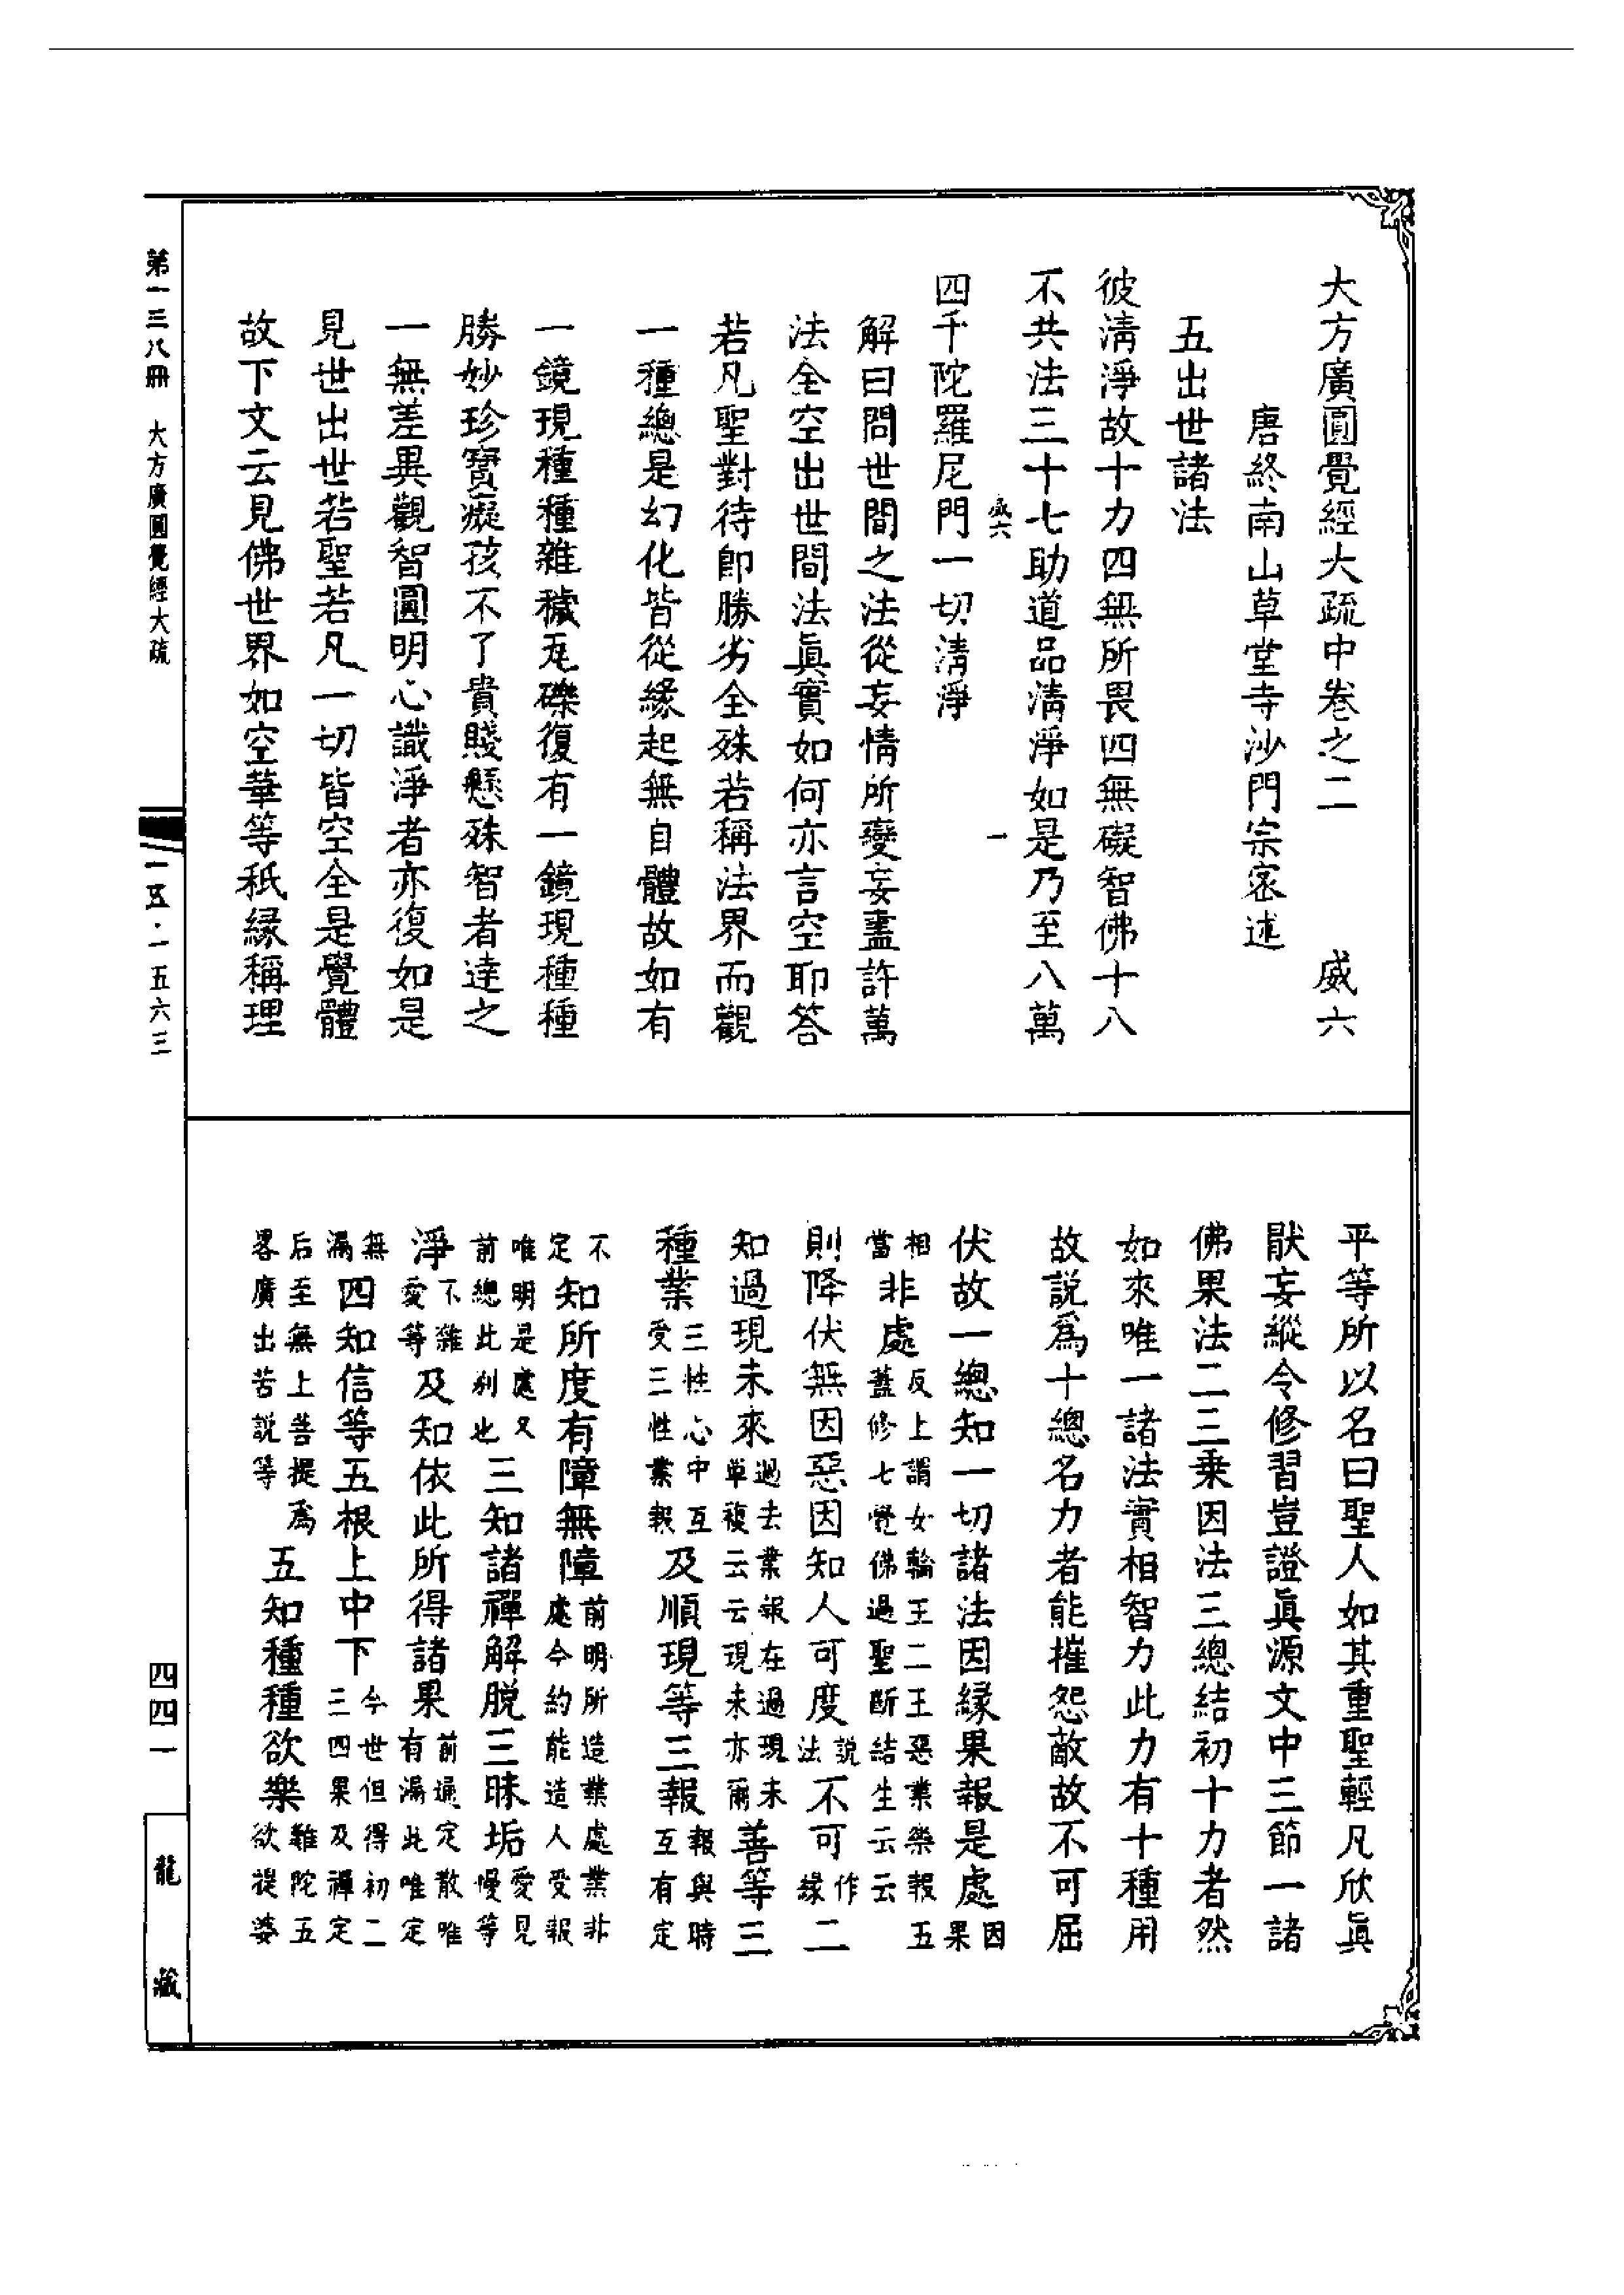 大方廣圓覺經大疏中卷之二 威六
唐終南山草堂寺沙門宗密述
五出世諸法
彼淸淨故十力四無所畏四無礙智佛十八
不共法三十七助道品淸淨如是乃至八萬
威六 一
四千陀羅尼門一切淸淨
解曰問世間之法從妄情所變妄盡許萬
法全空出世間法眞實如何亦言空耶答
若凡聖對待卽勝劣全殊若稱法界而觀
一種總是幻化皆從緣起無自體故如有
一鏡現種種雜穢瓦礫復有一鏡現種種
勝妙珍寶癡孩不了貴賤懸殊智者達之
一無差異觀智圓明心識淨者亦復如是
見世出世若聖若凡一切皆空全是覺體
故下文云見佛世界如空華等秖緣稱理
平等所以名曰聖人如其重聖輕凡欣眞
猒妄縱令修習豈證眞源文中三節一諸
佛果法二三乘因法三總結初十力者然
如來唯一諸法實相智力此力有十種用
故說爲十總名力者能摧怨敵故不可屈
伏故一總知一切諸法因緣果報是處因果
相當非處反上謂女輪王二王惡業樂報五蓋修七覺佛過聖斷結生云云
則降伏無因惡因知人可度說法不可作緣二
知過現未來過去業報在過現未單複云云現未亦爾善等三
種業三性心中互受三性業報及順現等三報報與時互有定
不定知所度有障無障前明所造業處業非處今約能造人受報
唯明是處又前總此別也三知諸禪解脫三昧垢愛見慢等
淨不雜愛等及知依此所得諸果前通定散唯有漏此唯定
無漏四知信等五根上中下今世但得初二三四果及禪定
后至無上菩提爲畧廣出苦説等五知種種欲樂難陀五欲提婆
第一三八冊 大方廣圓覺經大疏
一五·一五六三
四四一
龍藏